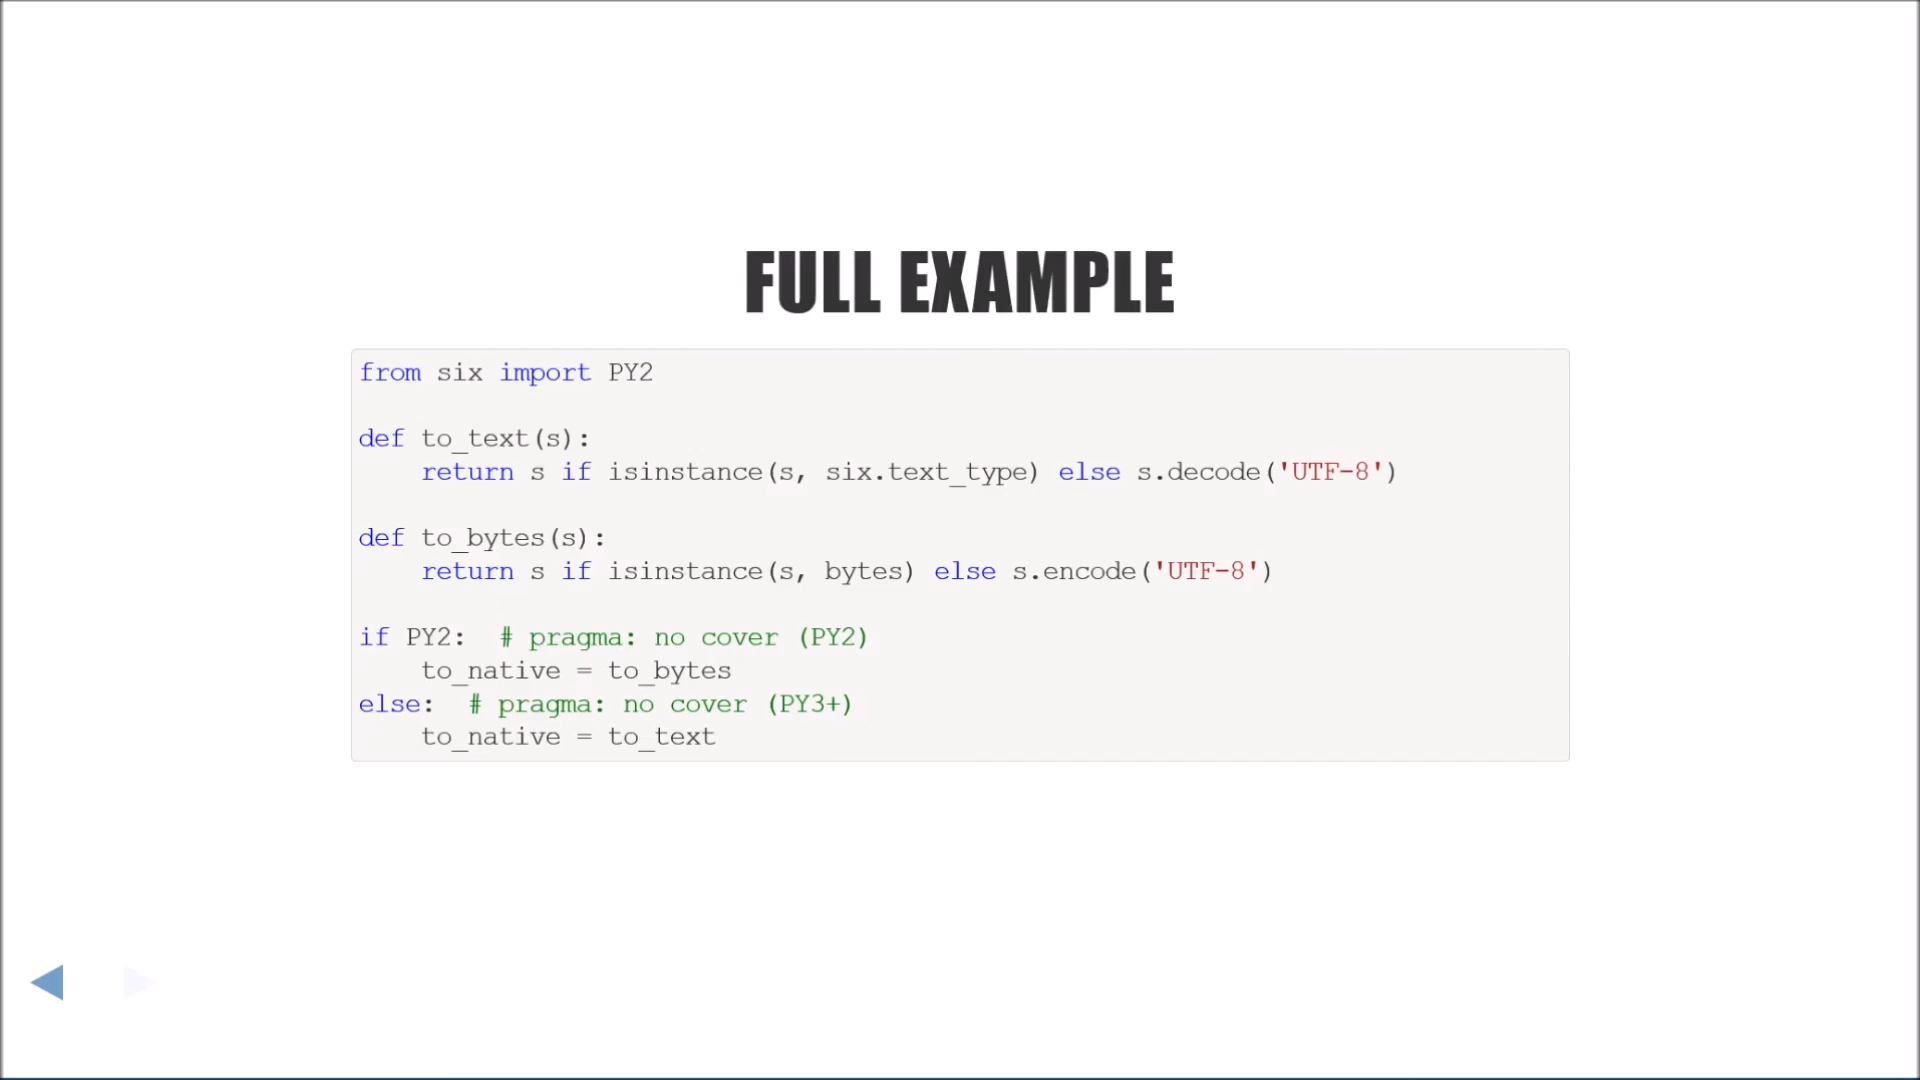 FULL EXAMPLE
from six import PY2
def to_text(s):
    return s if isinstance(s, six.text_type) else s.decode('UTF-8')
def to_bytes(s):
    return s if isinstance(s, bytes) else s.encode('UTF-8')
if PY2:  # pragma: no cover (PY2)
    to_native = to_bytes
else:  # pragma: no cover (PY3+)
    to_native = to_text